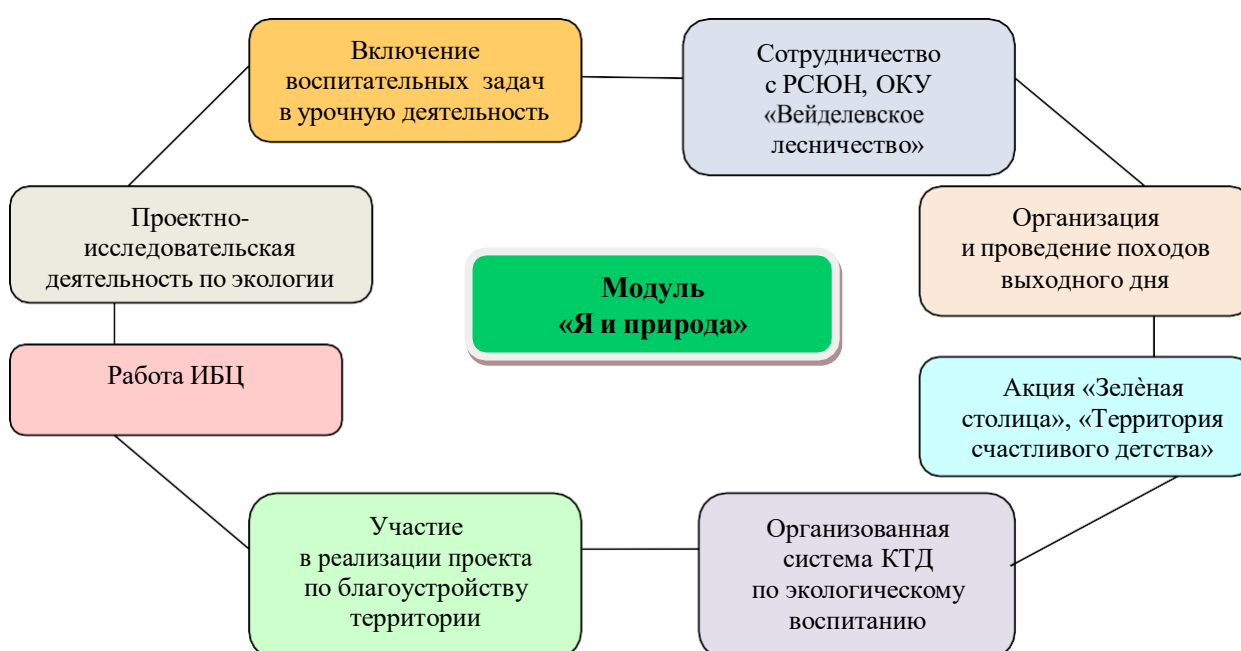 Включение
воспитательных задач
в урочную деятельность
Сотрудничество
с РСЮН, ОКУ
«Вейделевское
лесничество»
Проектно-
исследовательская
деятельность по экологии
Модуль
«Я и природа»
Организация
и проведение походов
выходного дня
Работа ИБЦ
Акция «Зелѐная
столица», «Территория
счастливого детства»
Участие
в реализации проекта
по благоустройству
территории
Организованная
система КТД
по экологическому
воспитанию